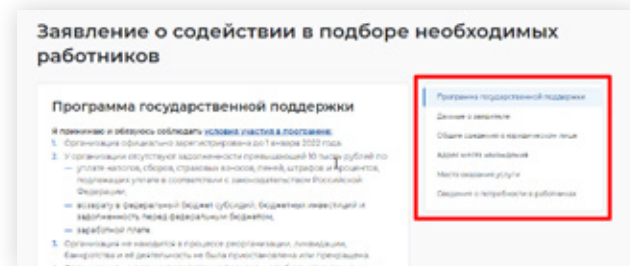 Заявление о содействии в подборе необходимых
работников
Программа государственной поддержки
Я принимаю и обязуюсь соблюдать условия участия в программе:
1. Организация официально зарегистрирована до 1 января 2022 года
2. У организации отсутствуют задолженности превышающий 10 тысяч рублей по
— уплате налогов, сборов, страховых взносов, пеней, штрафов и процентов,
подлежащих уплате в соответствии с законодательством Российской
Федерации;
— возврату в федеральный бюджет субсидий, бюджетных инвестиций и
задолженность перед федеральным бюджетом;
— заработной плате.
3. Организация не находится в процессе реорганизации, ликвидации,
банкротства и её деятельность не была приостановлена или прекращена.
Программа государственной поддержки
Данные о заявителе
Общие сведения о юридическом лице
Адрес места нахождения
Место оказания услуги
Сведения о потребности в работниках